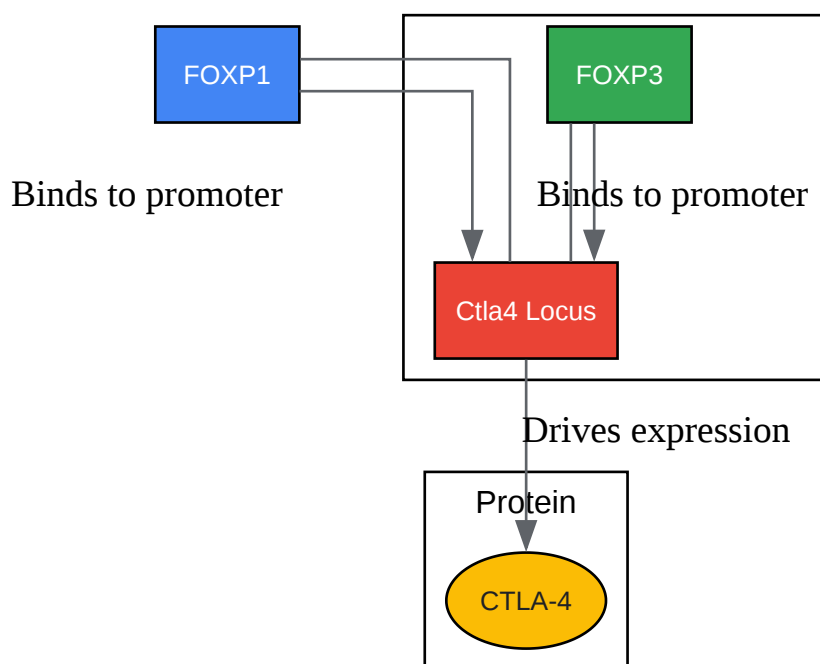 FOXP1
FOXP3
Binds to promoter
Binds to promoter
Ctla4 Locus
Drives expression
Protein
CTLA-4